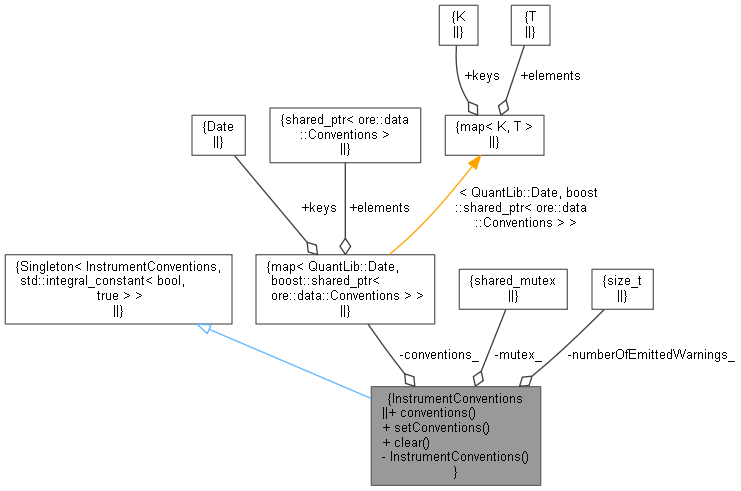 {K
||}
{T
||}
+keys
+elements
{Date
||}
{shared_ptr< ore::data
::Conventions >
||}
{map< K, T >
||}
+keys
+elements
< QuantLib::Date, boost
::shared_ptr< ore::data
::Conventions > >
{Singleton< InstrumentConventions,
std::integral_constant< bool,
true > >
||}
{map< QuantLib::Date,
boost::shared_ptr<
ore::data::Conventions > >
||}
{shared_mutex
||}
{size_t
||}
-conventions_
-mutex_
-numberOfEmittedWarnings_
{InstrumentConventions
||+ conventions()
+ setConventions()
+ clear()
- InstrumentConventions()
}